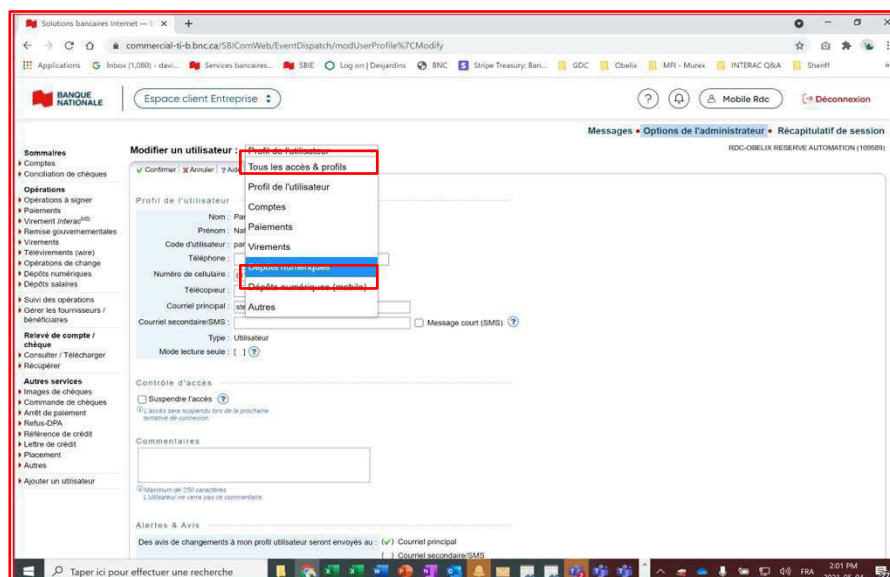 Solutions bancaires Internet — E
commercial-ti-b.bnc.ca/SBIComWeb/EventDispatch/modUserProfile%7CModify
Applications
Inbox (1,080) - davi...
Services bancaires...
SBIE
Log on | Desjardins
BNC
Stripe Treasury: Ban...
GDC
Obelix
MFI - Murex
INTERAC Q&A
Sheriff
BANQUE
NATIONALE
Espace client Entreprise
Mobile Rdc
Déconnexion
Messages • Options de l'administrateur • Récapitulatif de session
RDC-OBELIX RESERVE AUTOMATION (109589)
Sommaires
Comptes
Conciliation de chèques
Opérations
Opérations à signer
Paiements
Virement Interac MD
Remise gouvernementales
Virements
Télévirements (wire)
Opérations de change
Dépôts numériques
Dépôts salaires
Suivi des opérations
Gérer les fournisseurs /
bénéficiaires
Relevé de compte /
chèque
Consulter / Télécharger
Récupérer
Autres services
Images de chèques
Commande de chèques
Arrêt de paiement
Refus-DPA
Référence de crédit
Lettre de crédit
Placement
Autres
Ajouter un utilisateur
Modifier un utilisateur : Profil de l'utilisateur
Confirmer Annuler ? Aide
Tous les accès & profils
Profil de l'utilisateur
Comptes
Paiements
Virements
Dépôts numériques
Dépôts numériques (mobile)
Autres
Profil de l'utilisateur
Nom :
Prénom :
Code d'utilisateur :
Téléphone :
Numéro de cellulaire :
Télécopieur :
Courriel principal :
Courriel secondaire/SMS : Message court (SMS)
Type : Utilisateur
Mode lecture seule : [ ]
Contrôle d'accès
Suspendre l'accès
L'accès sera suspendu lors de la prochaine
tentative de connexion.
Commentaires
Maximum de 250 caractères
L'utilisateur ne verra pas ce commentaire.
Alertes & Avis
Des avis de changements à mon profil utilisateur seront envoyés au : (✓) Courriel principal
( ) Courriel secondaire/SMS
Taper ici pour effectuer une recherche
FRA
2:01 PM